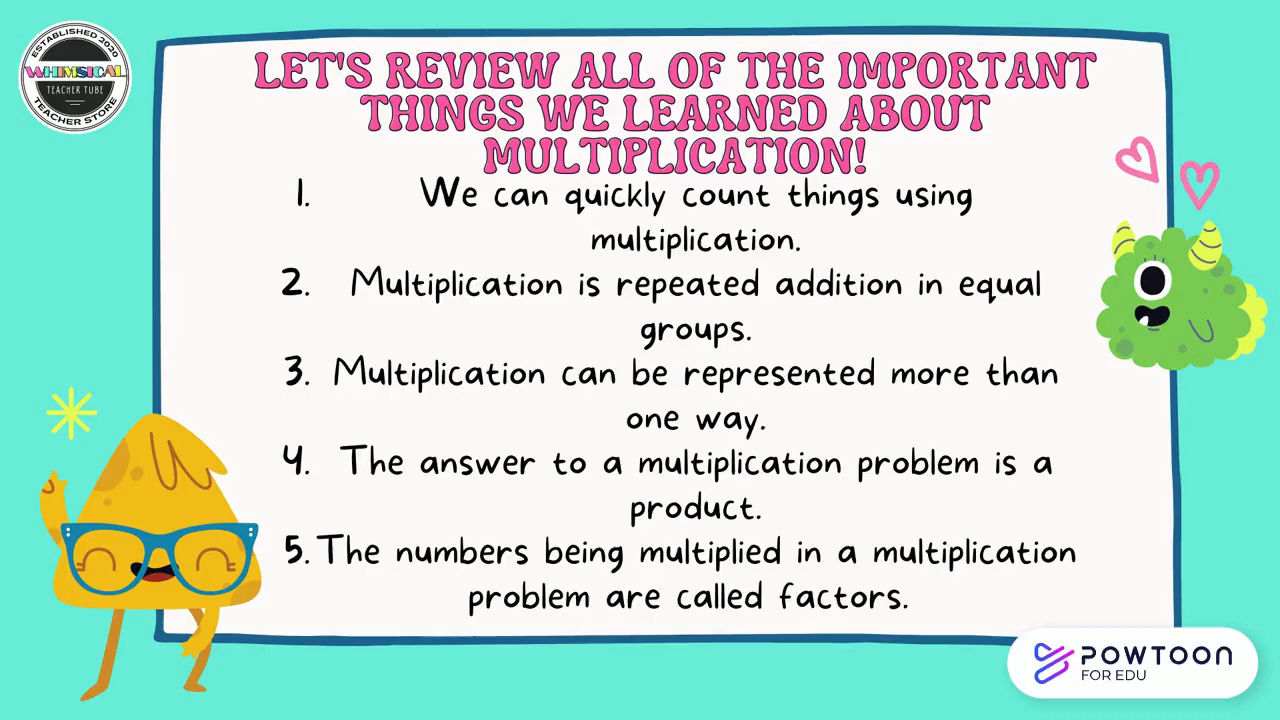 ESTABLISHED 2020
WHIMSICAL
TEACHER TUBE
TEACHER STORE
LET'S REVIEW ALL OF THE IMPORTANT
THINGS WE LEARNED ABOUT
MULTIPLICATION!
1. We can quickly count things using
multiplication.
2. Multiplication is repeated addition in equal
groups.
3. Multiplication can be represented more than
one way.
4. The answer to a multiplication problem is a
product.
5. The numbers being multiplied in a multiplication
problem are called factors.
POWTOON
FOR EDU